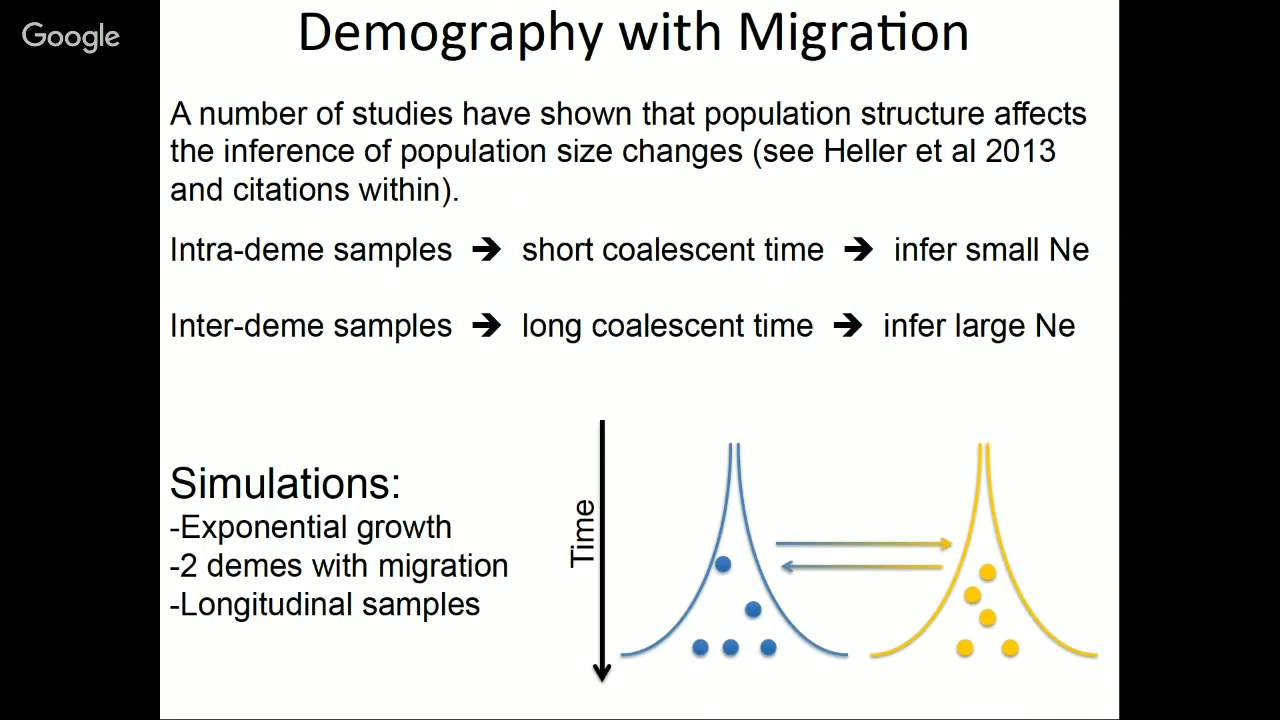 Google
Demography with Migration
A number of studies have shown that population structure affects
the inference of population size changes (see Heller et al 2013
and citations within).
Intra-deme samples ➔ short coalescent time ➔ infer small Ne
Inter-deme samples ➔ long coalescent time ➔ infer large Ne
Simulations:
-Exponential growth
-2 demes with migration
-Longitudinal samples
Time